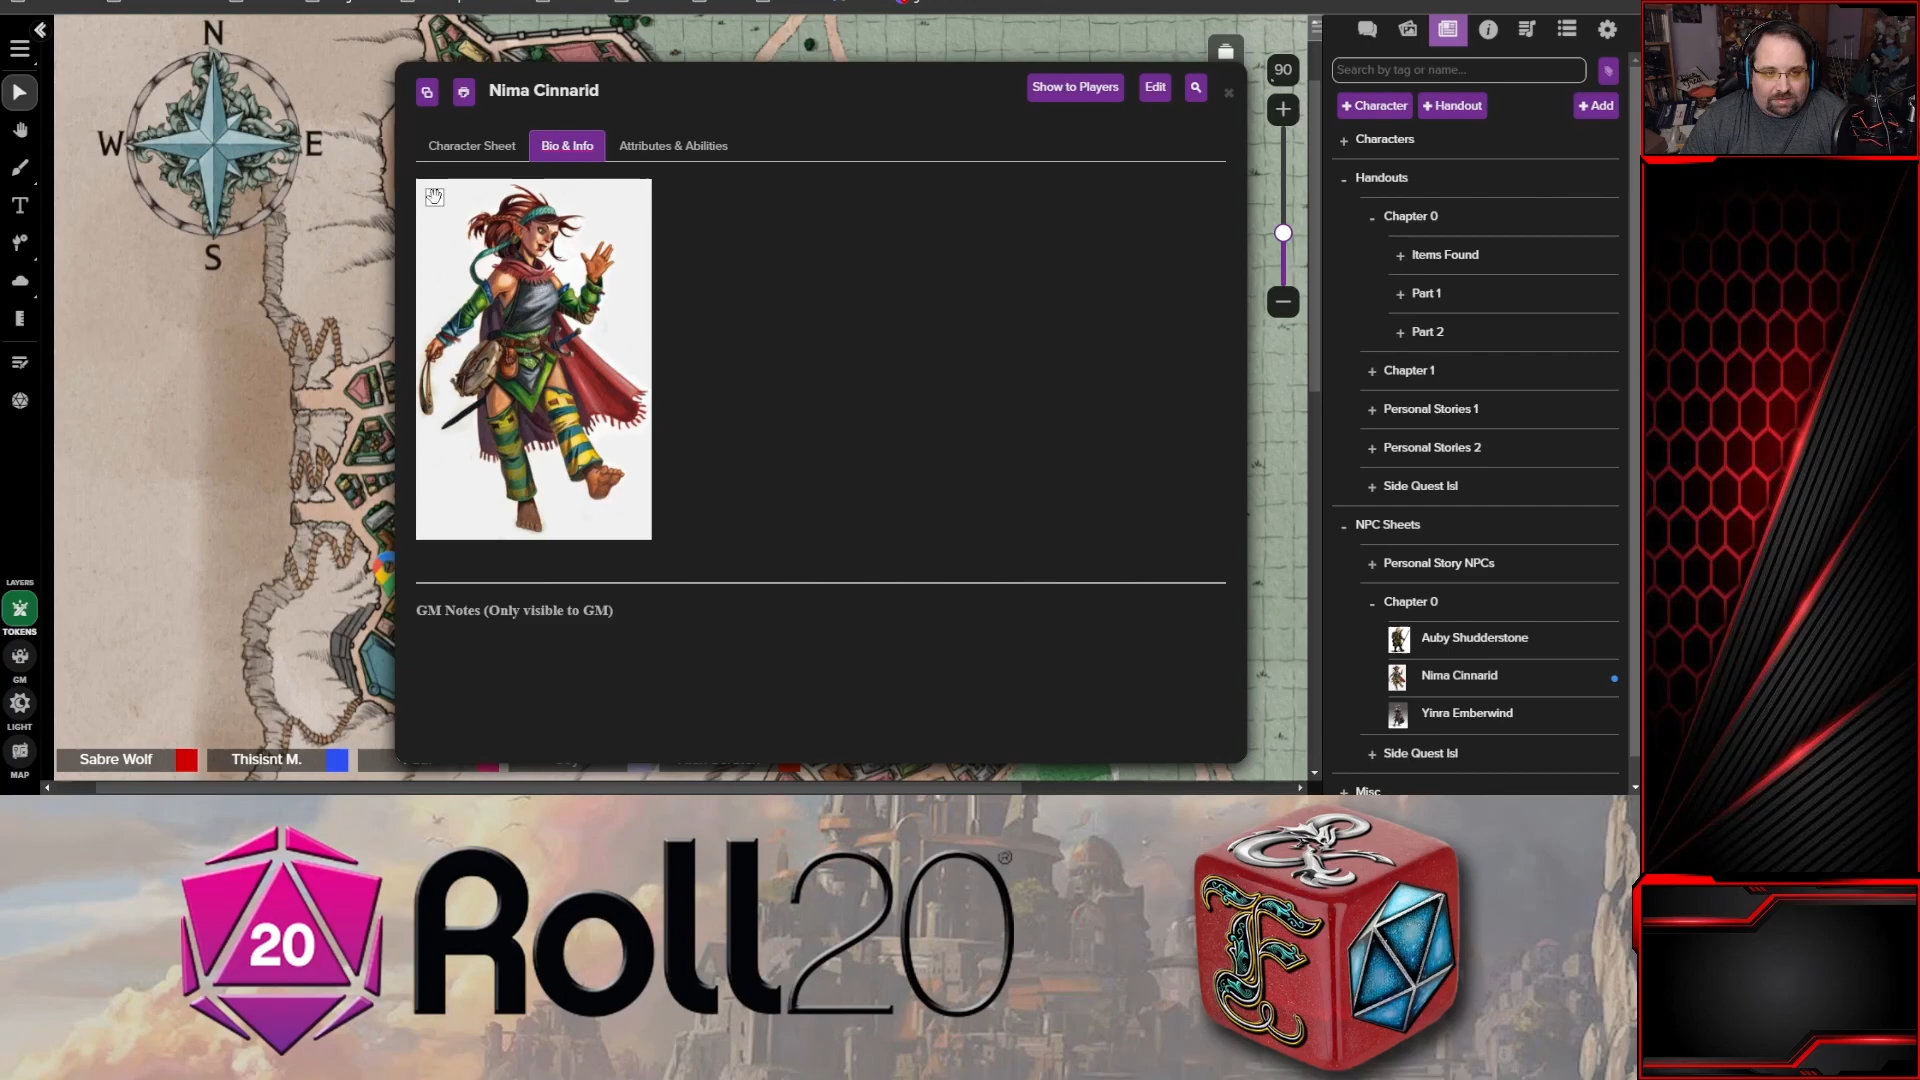 N
W
E
S
Nima Cinnarid
Show to Players
Edit
Character Sheet
Bio & Info
Attributes & Abilities
GM Notes (Only visible to GM)
90
Search by tag or name...
+ Character
+ Handout
+ Add
+ Characters
- Handouts
- Chapter 0
+ Items Found
+ Part 1
+ Part 2
+ Chapter 1
+ Personal Stories 1
+ Personal Stories 2
+ Side Quest Isl
- NPC Sheets
+ Personal Story NPCs
- Chapter 0
Auby Shudderstone
Nima Cinnarid
Yinra Emberwind
+ Side Quest Isl
+ Misc
LAYERS
TOKENS
GM
LIGHT
MAP
Sabre Wolf
Thisisnt M.
20
Roll20®